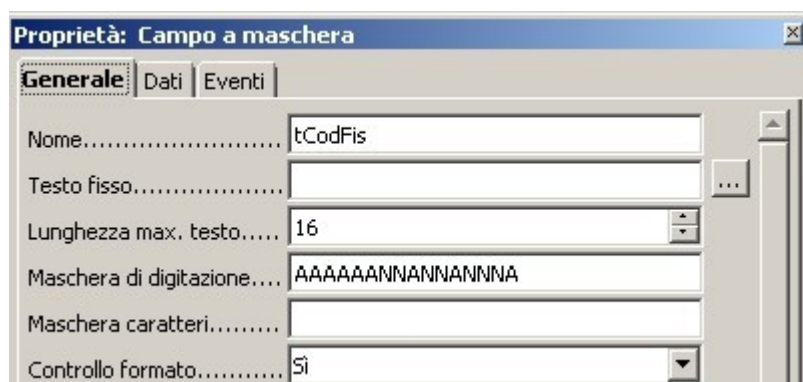 Proprietà: Campo a maschera
Generale Dati Eventi
Nome......................... tCodFis
Testo fisso................... ...
Lunghezza max. testo..... 16
Maschera di digitazione.... AAAAAANNANNANNNA
Maschera caratteri.........
Controllo formato........... Sì